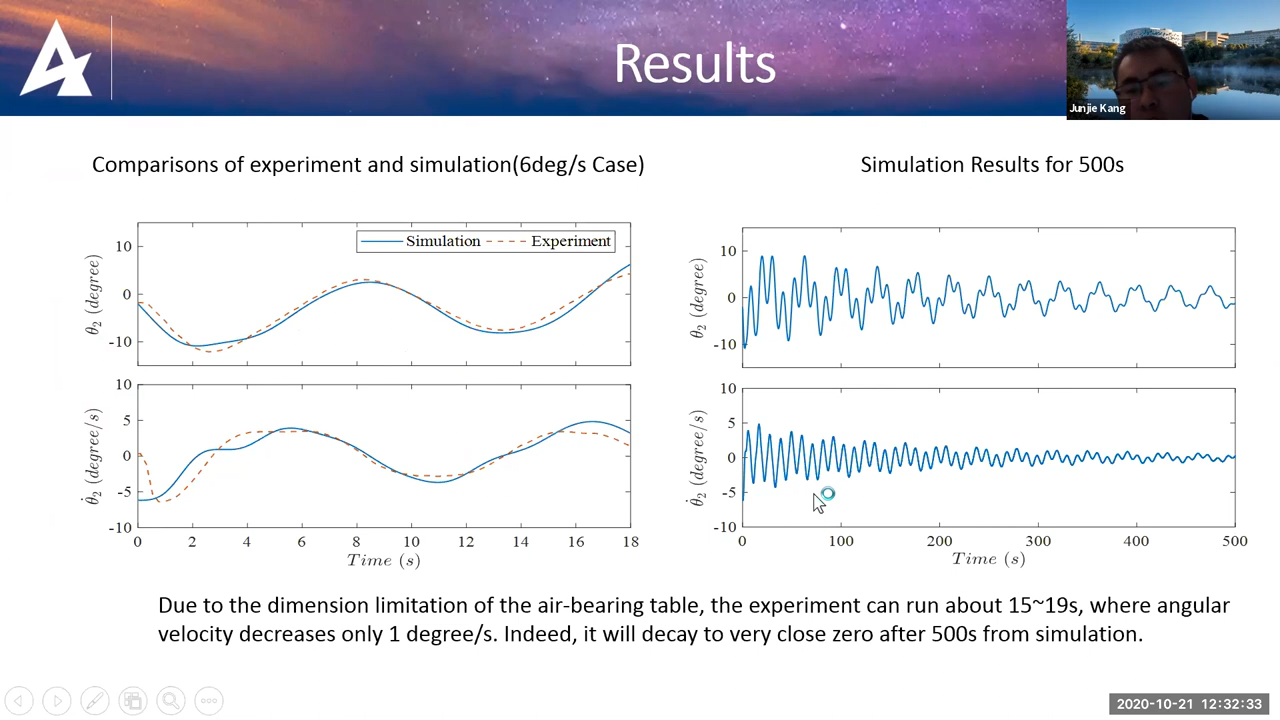 Results
Junjie Kang
Comparisons of experiment and simulation(6deg/s Case)
Simulation Results for 500s
Simulation
Experiment
10
0
-10
θ₂ (degree)
10
5
0
-5
-10
θ̇₂ (degree/s)
0 2 4 6 8 10 12 14 16 18
Time (s)
10
0
-10
θ₂ (degree)
10
5
0
-5
-10
θ̇₂ (degree/s)
0 100 200 300 400 500
Time (s)
Due to the dimension limitation of the air-bearing table, the experiment can run about 15~19s, where angular
velocity decreases only 1 degree/s. Indeed, it will decay to very close zero after 500s from simulation.
2020-10-21 12:32:33